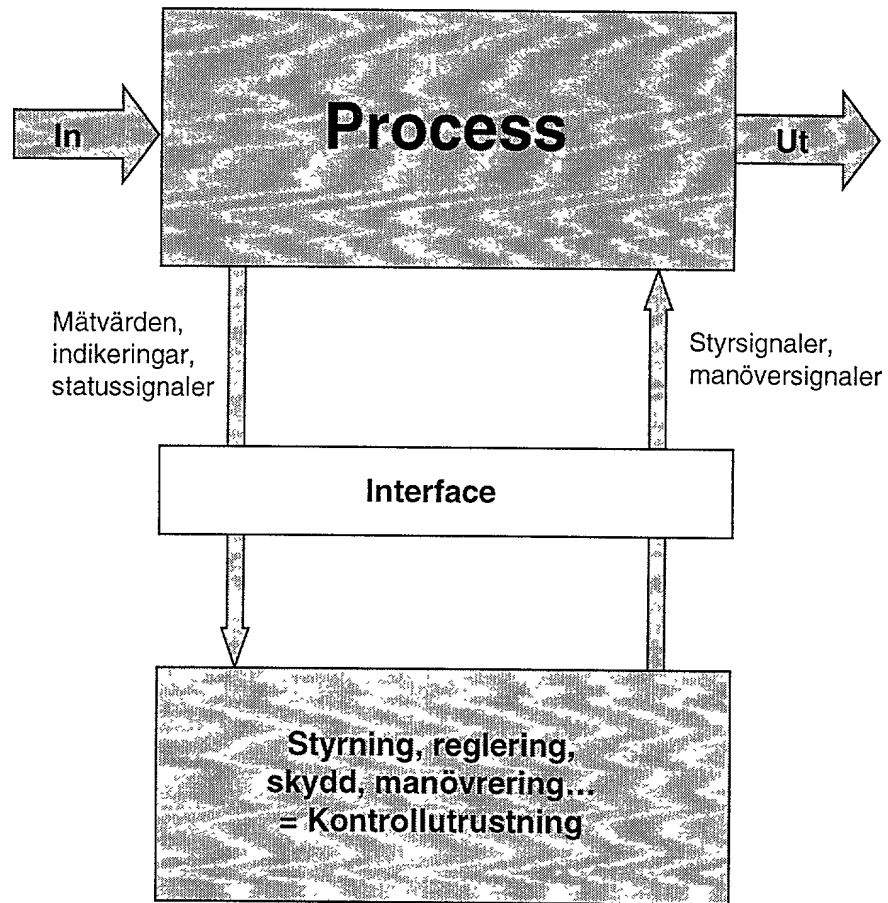 Process
In
Ut
Mätvärden,
indikeringar,
statussignaler
Styrsignaler,
manöversignaler
Interface
Styrning, reglering,
skydd, manövrering...
= Kontrollutrustning